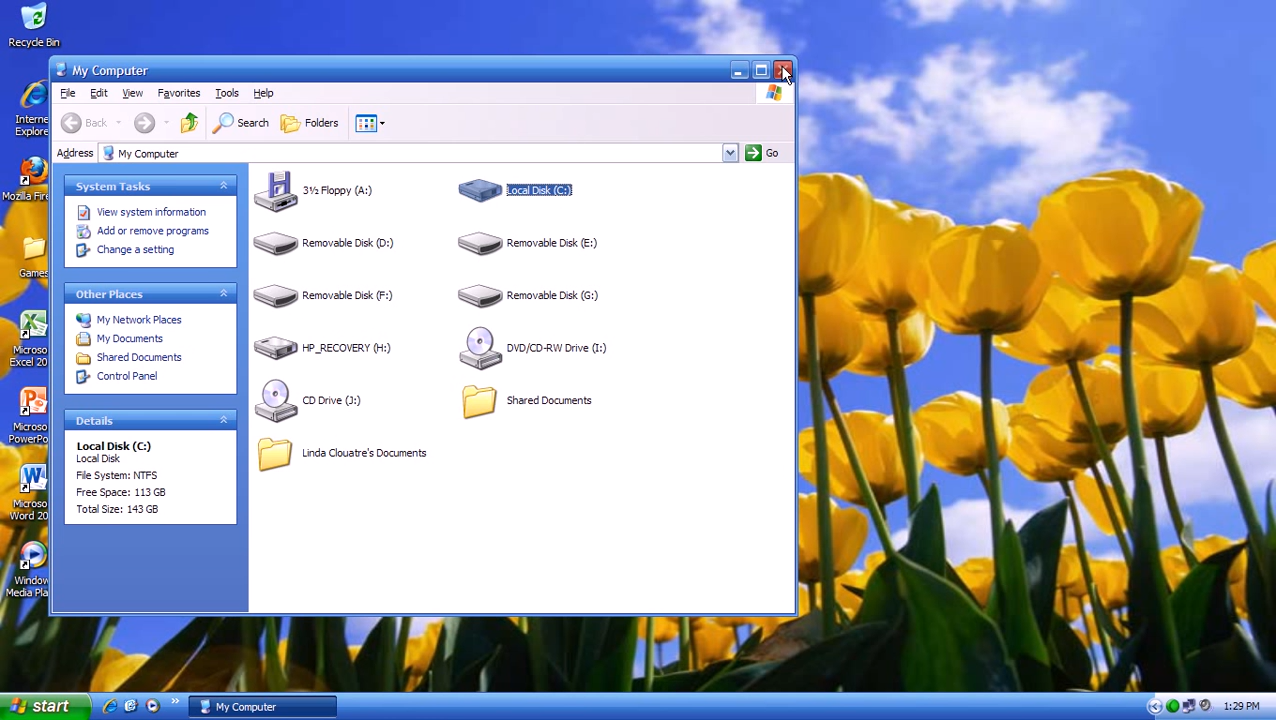 Recycle Bin
Interne
Explore
Mozilla Fire
Games
Microso
Excel 20
Microso
PowerPo
Microso
Word 20
Window
Media Pla
My Computer
File Edit View Favorites Tools Help
Back Search Folders
Address My Computer Go
System Tasks
View system information
Add or remove programs
Change a setting
Other Places
My Network Places
My Documents
Shared Documents
Control Panel
Details
Local Disk (C:)
Local Disk
File System: NTFS
Free Space: 113 GB
Total Size: 143 GB
3½ Floppy (A:) Local Disk (C:)
Removable Disk (D:) Removable Disk (E:)
Removable Disk (F:) Removable Disk (G:)
HP_RECOVERY (H:) DVD/CD-RW Drive (I:)
CD Drive (J:) Shared Documents
Linda Clouatre's Documents
start My Computer 1:29 PM